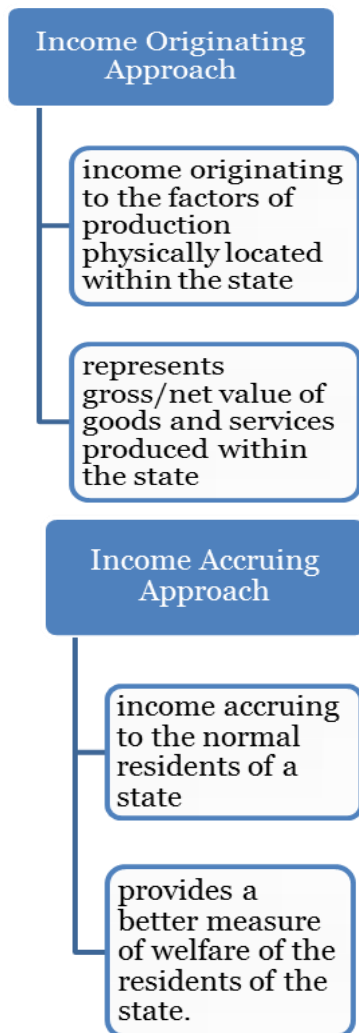 Income Originating
Approach
income originating
to the factors of
production
physically located
within the state
represents
gross/net value of
goods and services
produced within
the state
Income Accruing
Approach
income accruing
to the normal
residents of a
state
provides a
better measure
of welfare of the
residents of the
state.